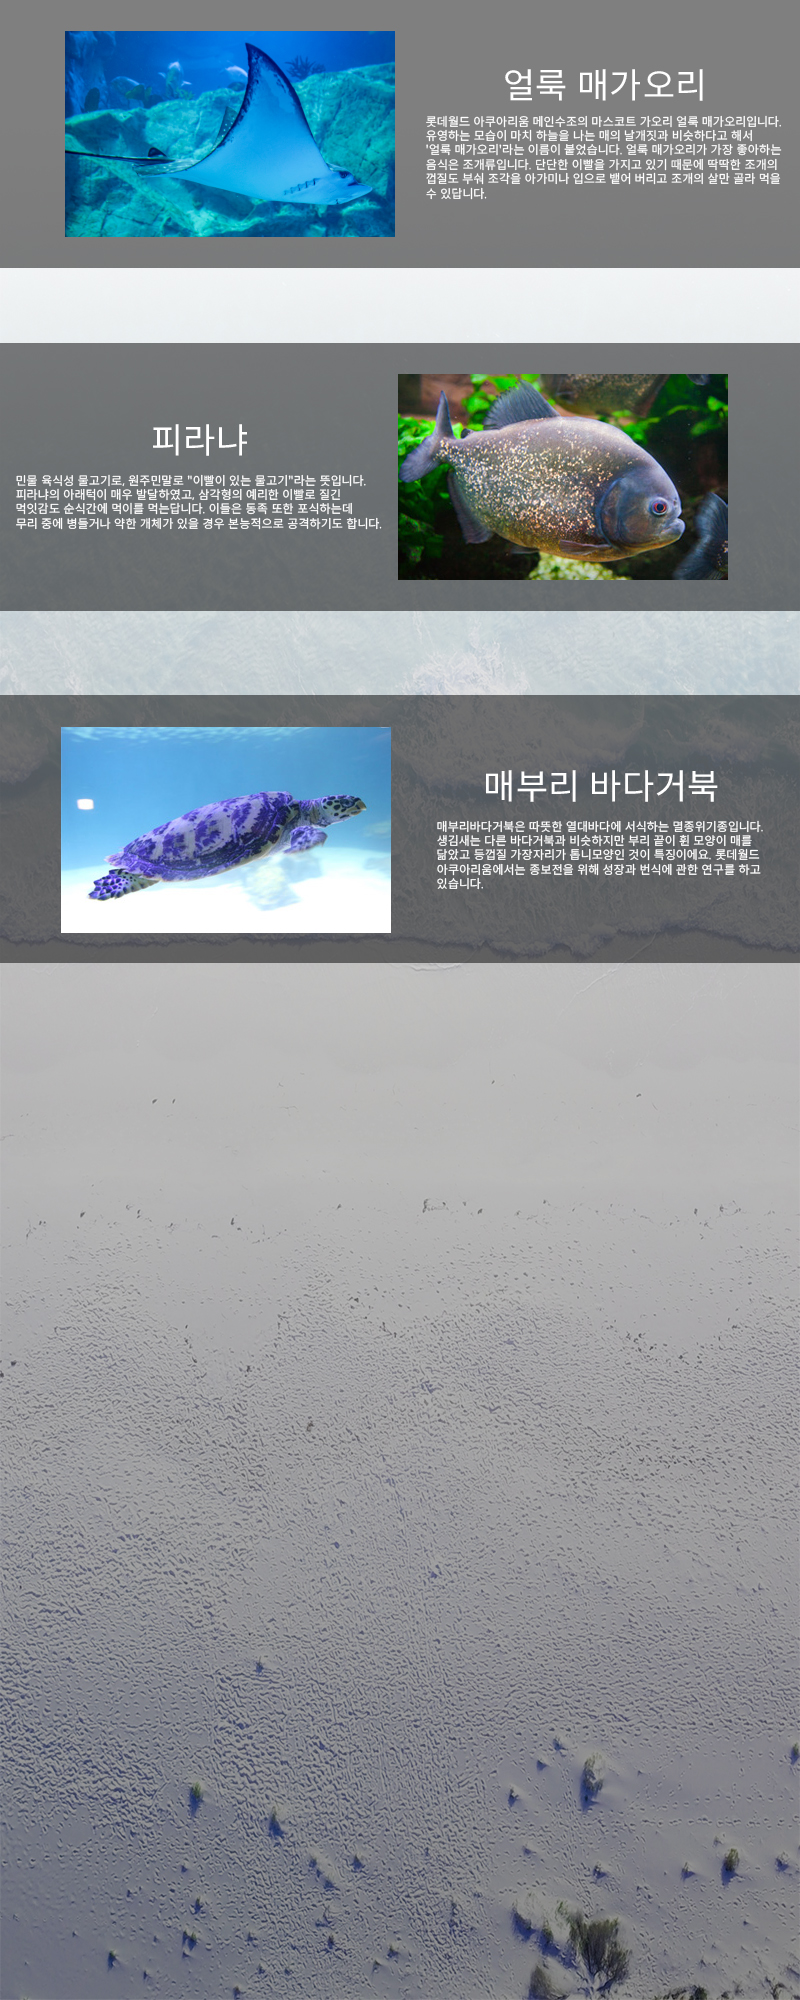 얼룩 매가오리
롯데월드 아쿠아리움 메인수조의 마스코트 가오리 얼룩 매가오리입니다.
유영하는 모습이 마치 하늘을 나는 매의 날개짓과 비슷하다고 해서
'얼룩 매가오리'라는 이름이 붙었습니다. 얼룩 매가오리가 가장 좋아하는
음식은 조개류입니다. 단단한 이빨을 가지고 있기 때문에 딱딱한 조개의
껍질도 부숴 조각을 아가미나 입으로 뱉어 버리고 조개의 살만 골라 먹을
수 있답니다.
피라냐
민물 육식성 물고기로, 원주민말로 "이빨이 있는 물고기"라는 뜻입니다.
피라냐의 아래턱이 매우 발달하였고, 삼각형의 예리한 이빨로 질긴
먹잇감도 순식간에 먹이를 먹는답니다. 이들은 동족 또한 포식하는데
무리 중에 병들거나 약한 개체가 있을 경우 본능적으로 공격하기도 합니다.
매부리 바다거북
매부리바다거북은 따뜻한 열대바다에 서식하는 멸종위기종입니다.
생김새는 다른 바다거북과 비슷하지만 부리 끝이 휜 모양이 매를
닮았고 등껍질 가장자리가 톱니모양인 것이 특징이에요. 롯데월드
아쿠아리움에서는 종보전을 위해 성장과 번식에 관한 연구를 하고
있습니다.